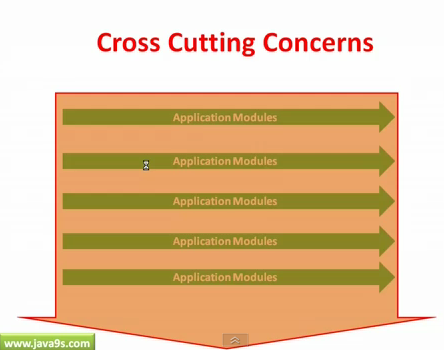 Cross Cutting Concerns
Application Modules
Application Modules
Application Modules
Application Modules
Application Modules
www.java9s.com